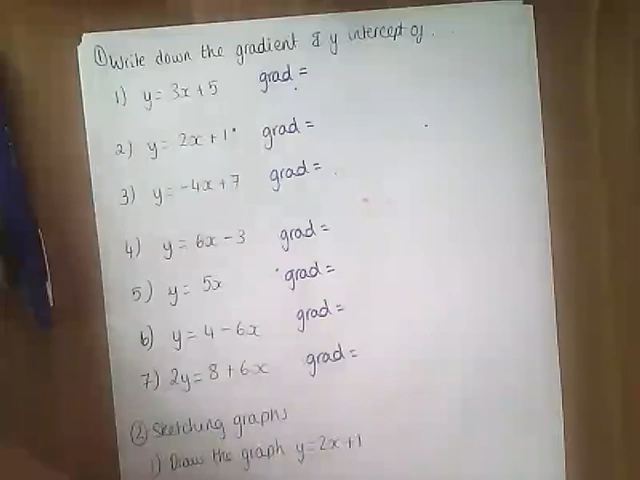 ① Write down the gradient & y intercept of...
1) y = 3x + 5 grad =
2) y = 2x + 1 grad =
3) y = -4x + 7 grad =
4) y = 6x - 3 grad =
5) y = 5x grad =
6) y = 4 - 6x grad =
7) 2y = 8 + 6x grad =
② Sketching graphs
1) Draw the graph y = 2x + 1